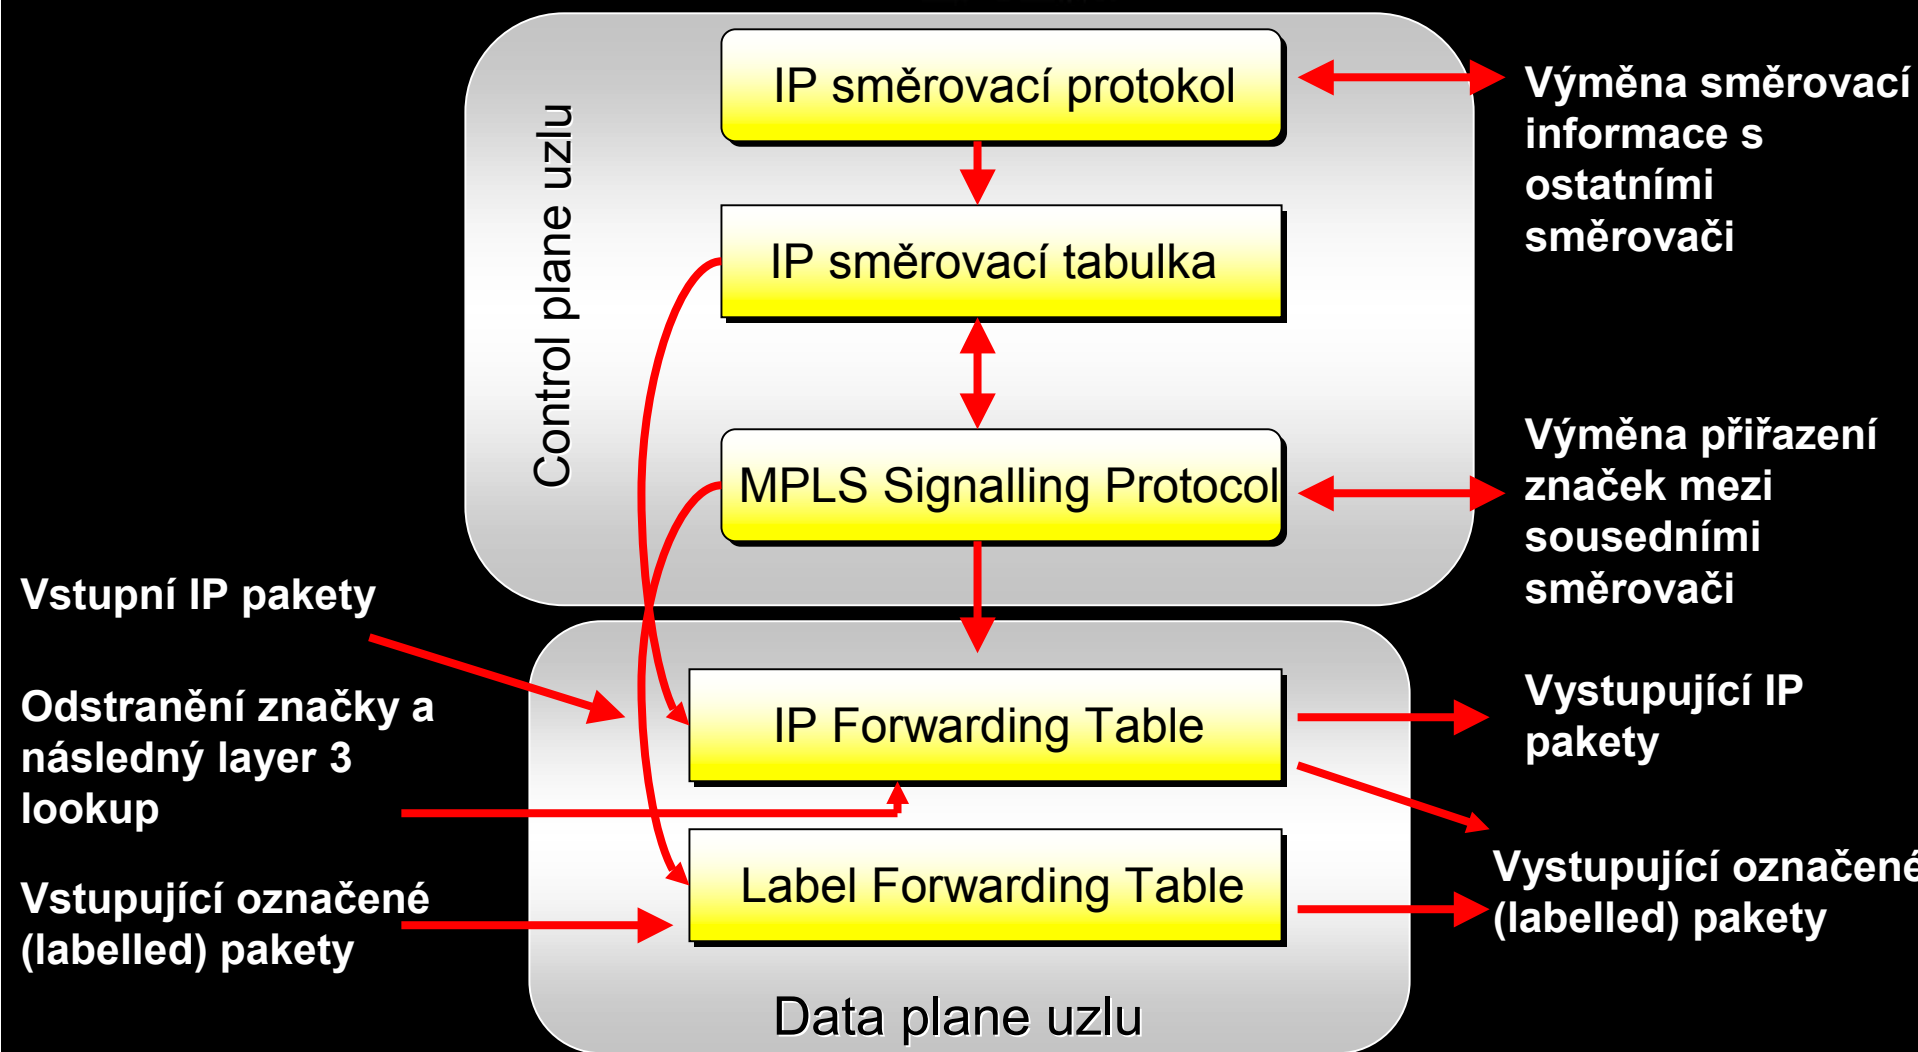 IP směrovací protokol
Výměna směrovací
informace s
ostatními
směrovači
Control plane uzlu
IP směrovací tabulka
MPLS Signalling Protocol
Výměna přiřazení
značek mezi
sousedními
směrovači
Vstupní IP pakety
Odstranění značky a
následný layer 3
lookup
Vstupující označené
(labelled) pakety
IP Forwarding Table
Label Forwarding Table
Vystupující IP
pakety
Vystupující označené
(labelled) pakety
Data plane uzlu